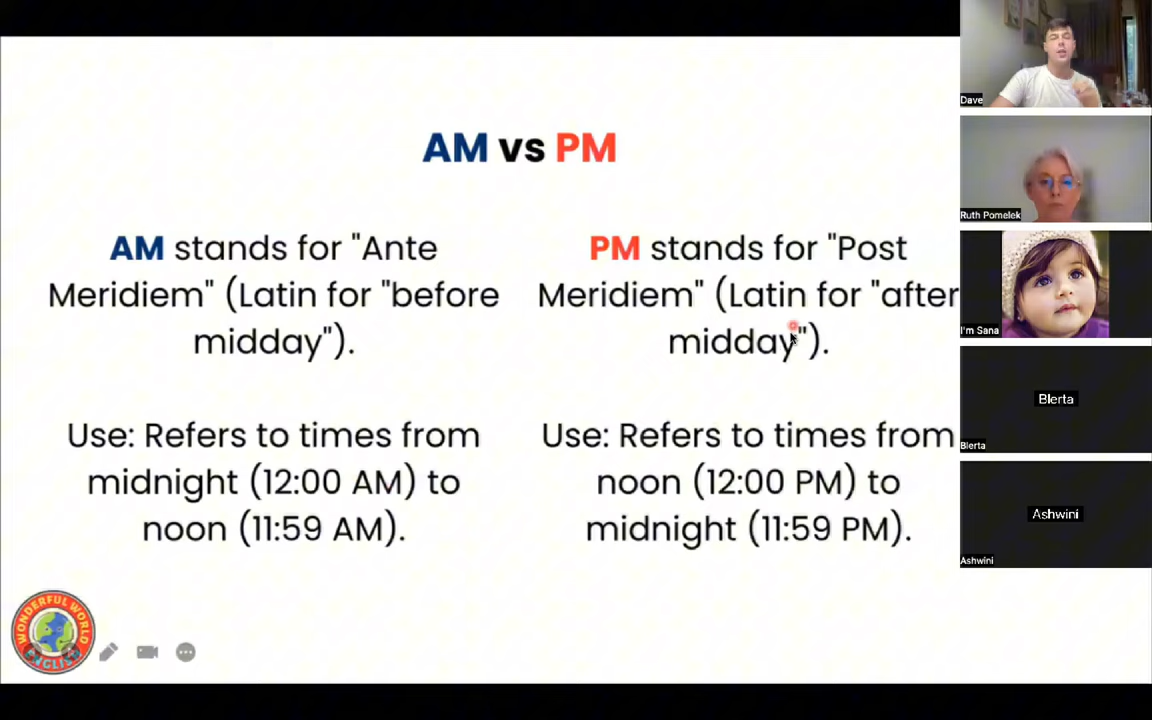 AM vs PM
AM stands for "Ante
Meridiem" (Latin for "before
midday").
Use: Refers to times from
midnight (12:00 AM) to
noon (11:59 AM).
PM stands for "Post
Meridiem" (Latin for "after
midday").
Use: Refers to times from
noon (12:00 PM) to
midnight (11:59 PM).
WONDERFUL WORLD
ENGLISH
Dave
Ruth Pomelek
I'm Sana
Blerta
Blerta
Ashwini
Ashwini